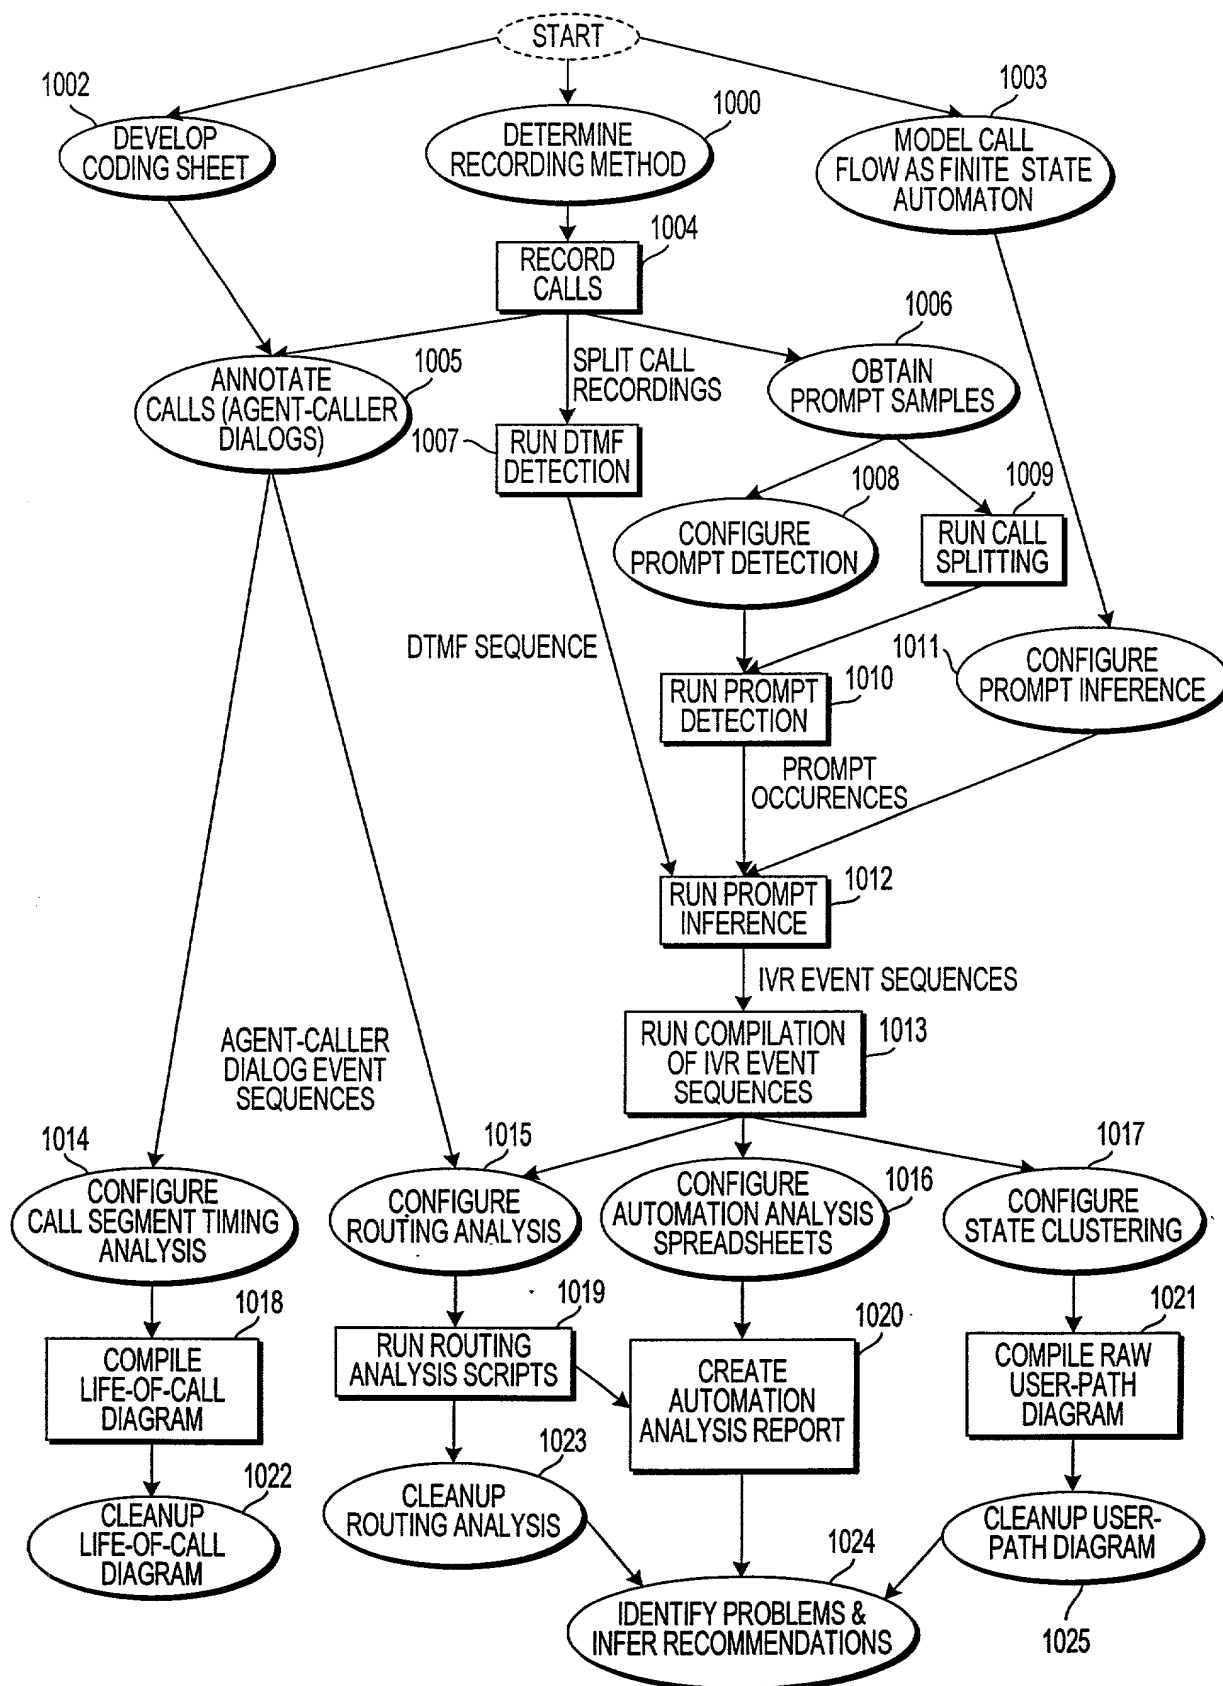 START
1002
DEVELOP
CODING SHEET
1000
DETERMINE
RECORDING METHOD
1003
MODEL CALL
FLOW AS FINITE STATE
AUTOMATON
1004
RECORD
CALLS
1005
ANNOTATE
CALLS (AGENT-CALLER
DIALOGS)
SPLIT CALL
RECORDINGS
1006
OBTAIN
PROMPT SAMPLES
1007
RUN DTMF
DETECTION
1008
CONFIGURE
PROMPT DETECTION
1009
RUN CALL
SPLITTING
DTMF SEQUENCE
1010
RUN PROMPT
DETECTION
1011
CONFIGURE
PROMPT INFERENCE
PROMPT
OCCURENCES
1012
RUN PROMPT
INFERENCE
IVR EVENT SEQUENCES
1013
RUN COMPILATION
OF IVR EVENT
SEQUENCES
AGENT-CALLER
DIALOG EVENT
SEQUENCES
1014
CONFIGURE
CALL SEGMENT TIMING
ANALYSIS
1015
CONFIGURE
ROUTING ANALYSIS
1016
CONFIGURE
AUTOMATION ANALYSIS
SPREADSHEETS
1017
CONFIGURE
STATE CLUSTERING
1018
COMPILE
LIFE-OF-CALL
DIAGRAM
1019
RUN ROUTING
ANALYSIS SCRIPTS
1020
CREATE
AUTOMATION
ANALYSIS REPORT
1021
COMPILE RAW
USER-PATH
DIAGRAM
1022
CLEANUP
LIFE-OF-CALL
DIAGRAM
1023
CLEANUP
ROUTING ANALYSIS
1024
IDENTIFY PROBLEMS &
INFER RECOMMENDATIONS
CLEANUP USER-
PATH DIAGRAM
1025